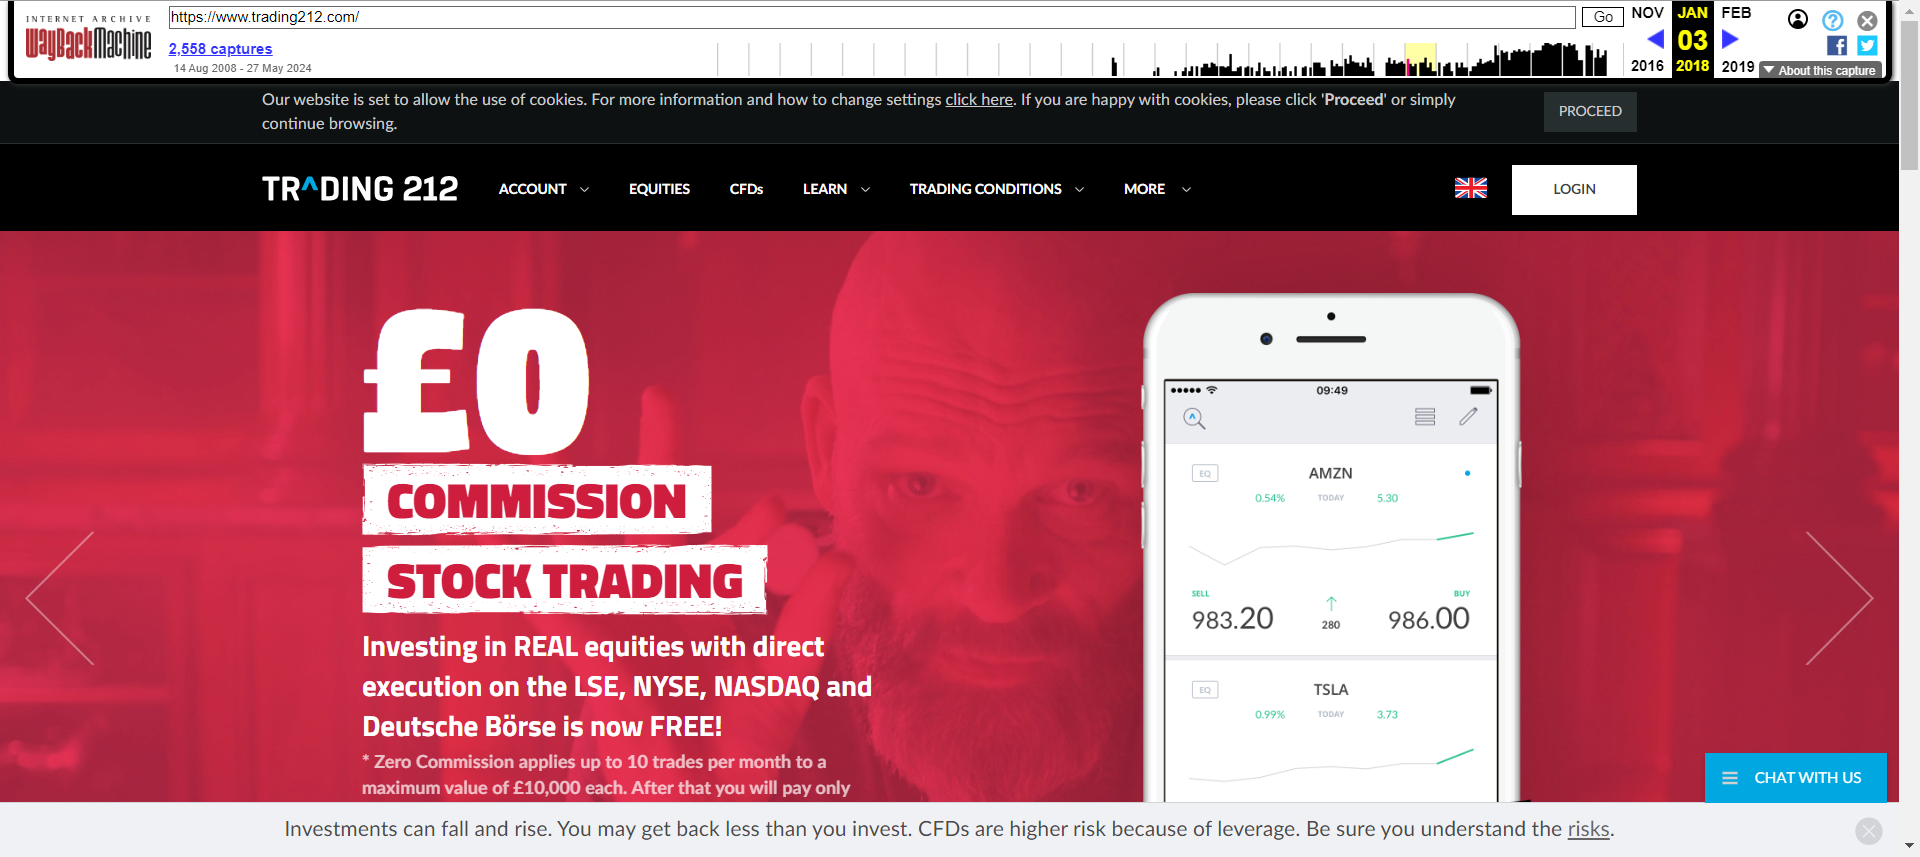 INTERNET ARCHIVE
WayBackMachine
https://www.trading212.com/
Go
NOV
JAN
FEB
2,558 captures
03
14 Aug 2008 - 27 May 2024
2016
2018
2019
About this capture
Our website is set to allow the use of cookies. For more information and how to change settings click here. If you are happy with cookies, please click 'Proceed' or simply
continue browsing.
PROCEED
TRADING 212
ACCOUNT
EQUITIES
CFDs
LEARN
TRADING CONDITIONS
MORE
LOGIN
£0
COMMISSION
STOCK TRADING
Investing in REAL equities with direct
execution on the LSE, NYSE, NASDAQ and
Deutsche Börse is now FREE!
* Zero Commission applies up to 10 trades per month to a
maximum value of £10,000 each. After that you will pay only
09:49
EQ
AMZN
0.54%
TODAY
5.30
SELL
BUY
983.20
280
986.00
EQ
TSLA
0.99%
TODAY
3.73
CHAT WITH US
Investments can fall and rise. You may get back less than you invest. CFDs are higher risk because of leverage. Be sure you understand the risks.